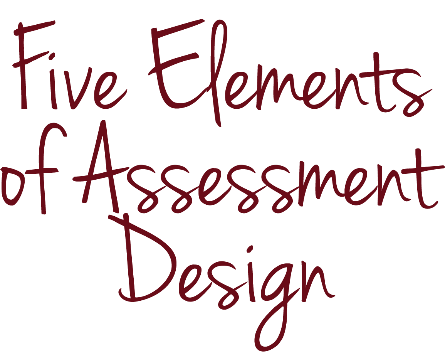 Five Elements
of Assessment
Design